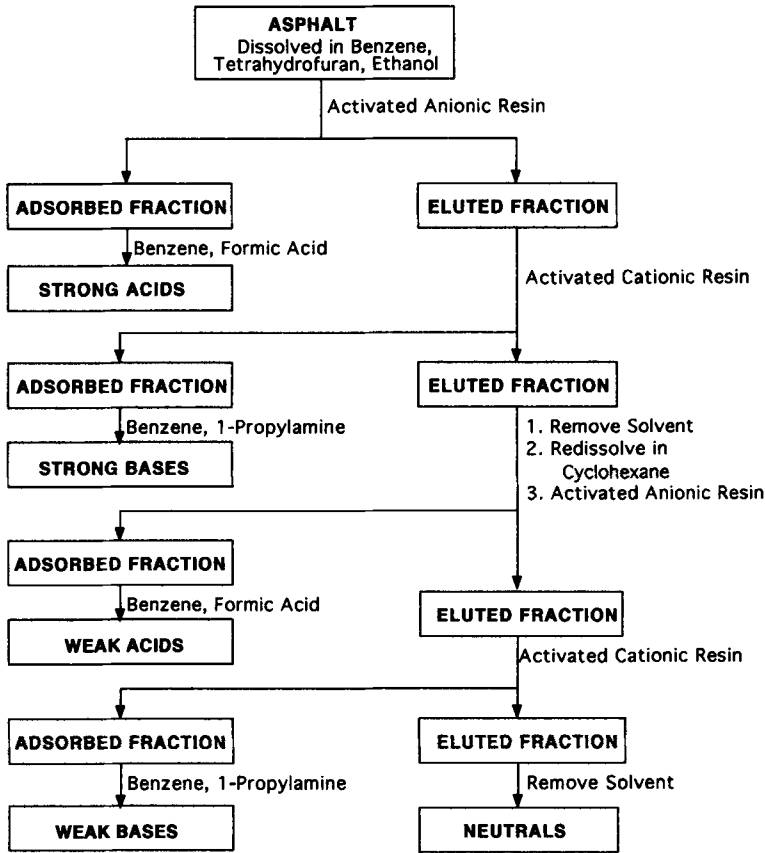 ASPHALT
Dissolved in Benzene,
Tetrahydrofuran, Ethanol
Activated Anionic Resin
ADSORBED FRACTION
ELUTED FRACTION
Benzene, Formic Acid
Activated Cationic Resin
STRONG ACIDS
ADSORBED FRACTION
ELUTED FRACTION
Benzene, 1-Propylamine
1. Remove Solvent
2. Redissolve in
Cyclohexane
3. Activated Anionic Resin
STRONG BASES
ADSORBED FRACTION
Benzene, Formic Acid
ELUTED FRACTION
WEAK ACIDS
Activated Cationic Resin
ADSORBED FRACTION
ELUTED FRACTION
Benzene, 1-Propylamine
Remove Solvent
WEAK BASES
NEUTRALS